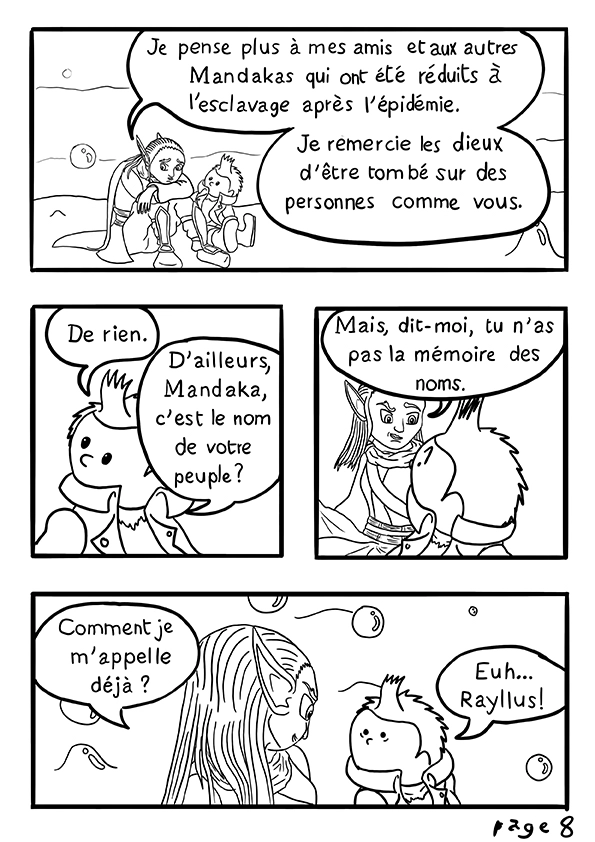 Je pense plus à mes amis et aux autres
Mandakas qui ont été réduits à
l'esclavage après l'épidémie.
Je remercie les dieux
d'être tombé sur des
personnes comme vous.
De rien.
D'ailleurs,
Mandaka,
c'est le nom
de votre
peuple ?
Mais, dit-moi, tu n'as
pas la mémoire des
noms.
Comment je
m'appelle
déjà ?
Euh...
Rayllus!
page 8